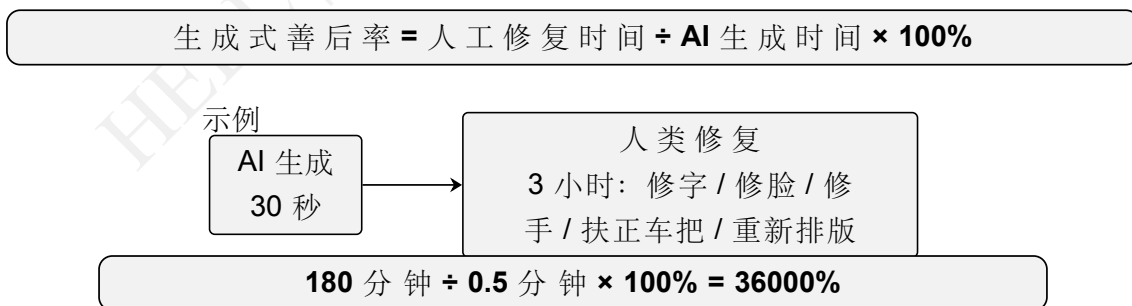 生成式善后率 = 人工修复时间 ÷ AI 生成时间 × 100%
示例
AI 生成
30 秒
人类修复
3 小时：修字 / 修脸 / 修
手 / 扶正车把 / 重新排版
180 分钟 ÷ 0.5 分钟 × 100% = 36000%